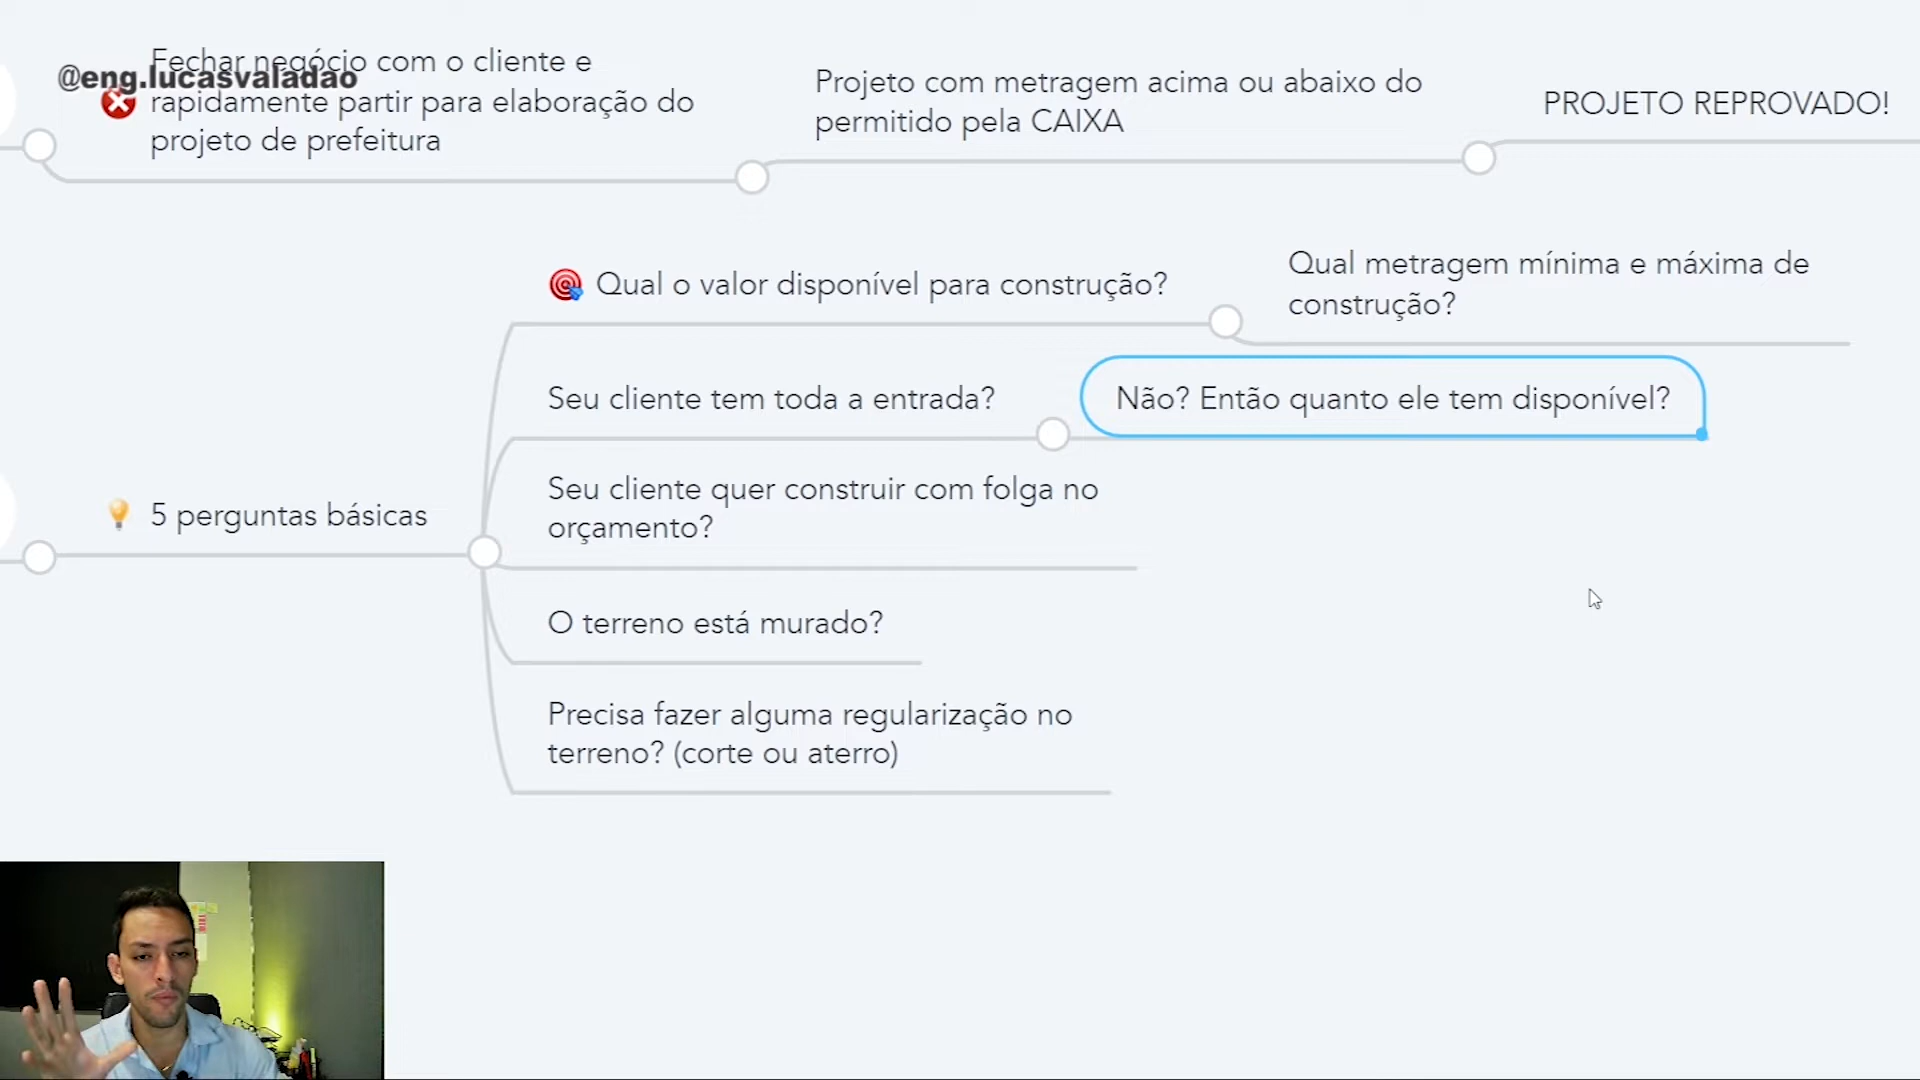 Fechar negócio com o cliente e
@eng.lucasvaladao
rapidamente partir para elaboração do
projeto de prefeitura
Projeto com metragem acima ou abaixo do
permitido pela CAIXA
PROJETO REPROVADO!
Qual o valor disponível para construção?
Qual metragem mínima e máxima de
construção?
Seu cliente tem toda a entrada?
Não? Então quanto ele tem disponível?
5 perguntas básicas
Seu cliente quer construir com folga no
orçamento?
O terreno está murado?
Precisa fazer alguma regularização no
terreno? (corte ou aterro)